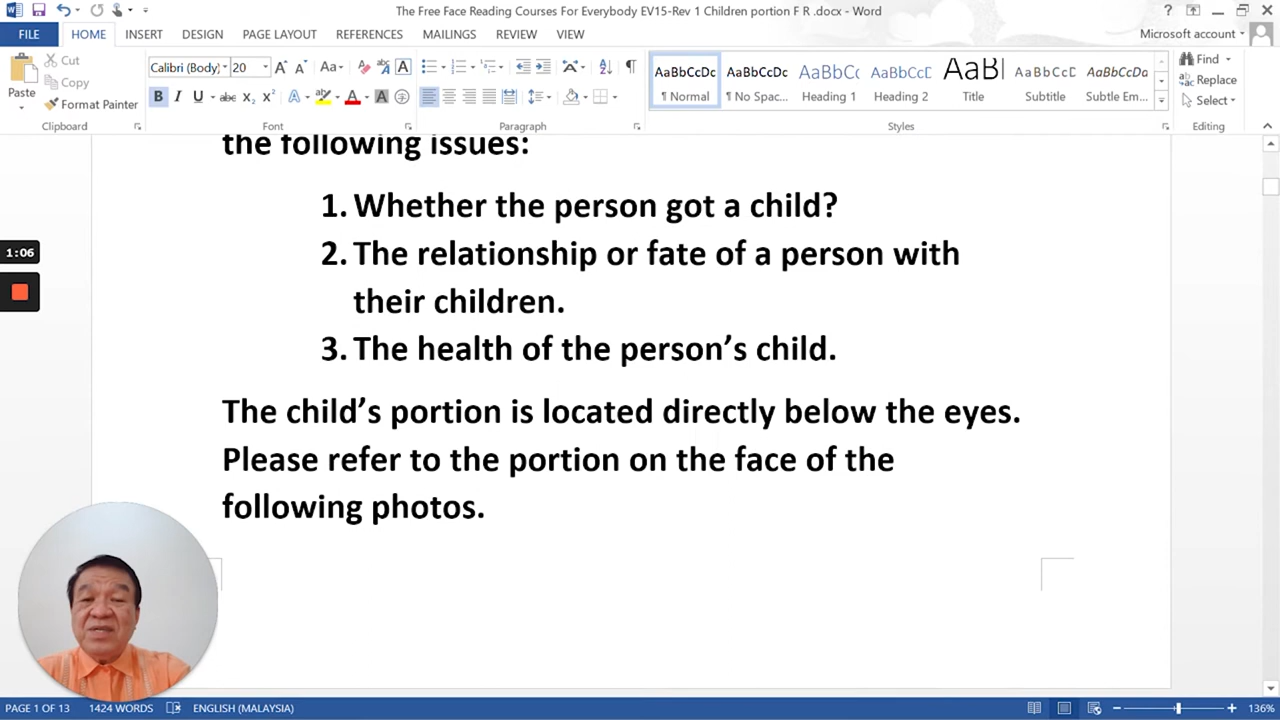 The Free Face Reading Courses For Everybody EV15-Rev 1 Children portion F R .docx - Word
?
FILE HOME INSERT DESIGN PAGE LAYOUT REFERENCES MAILINGS REVIEW VIEW Microsoft account
Paste
Cut
Copy
Format Painter
Clipboard
Calibri (Body) 20
Font
Paragraph
AaBbCcDc AaBbCcDc AaBbCc AaBbCcD AaB AaBbCcD AaBbCcDd
¶ Normal ¶ No Spac... Heading 1 Heading 2 Title Subtitle Subtle Em...
Styles
Find
Replace
Select
Editing
the following issues:
1. Whether the person got a child?
2. The relationship or fate of a person with
their children.
3. The health of the person’s child.
The child’s portion is located directly below the eyes.
Please refer to the portion on the face of the
following photos.
1:06
PAGE 1 OF 13 1424 WORDS ENGLISH (MALAYSIA) 136%